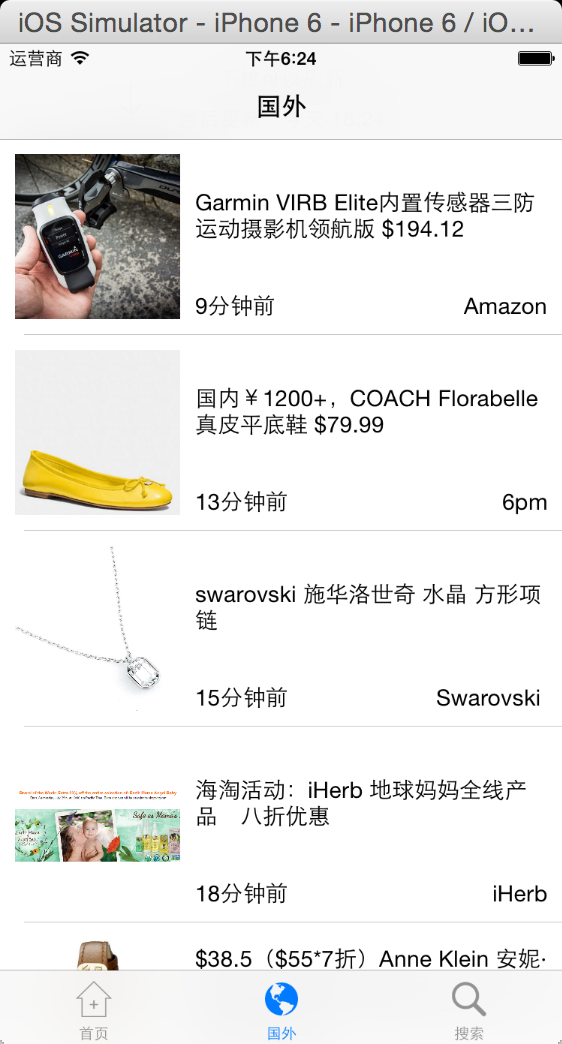 iOS Simulator - iPhone 6 - iPhone 6 / iO…
运营商 下午6:24
国外
Garmin VIRB Elite内置传感器三防
运动摄影机领航版 $194.12
GARMIN
9分钟前 Amazon
国内￥1200+，COACH Florabelle
真皮平底鞋 $79.99
13分钟前 6pm
swarovski 施华洛世奇 水晶 方形项
链
15分钟前 Swarovski
海淘活动：iHerb 地球妈妈全线产
品 八折优惠
Safe as Mamas
18分钟前 iHerb
$38.5（$55*7折）Anne Klein 安妮·
首页 国外 搜索